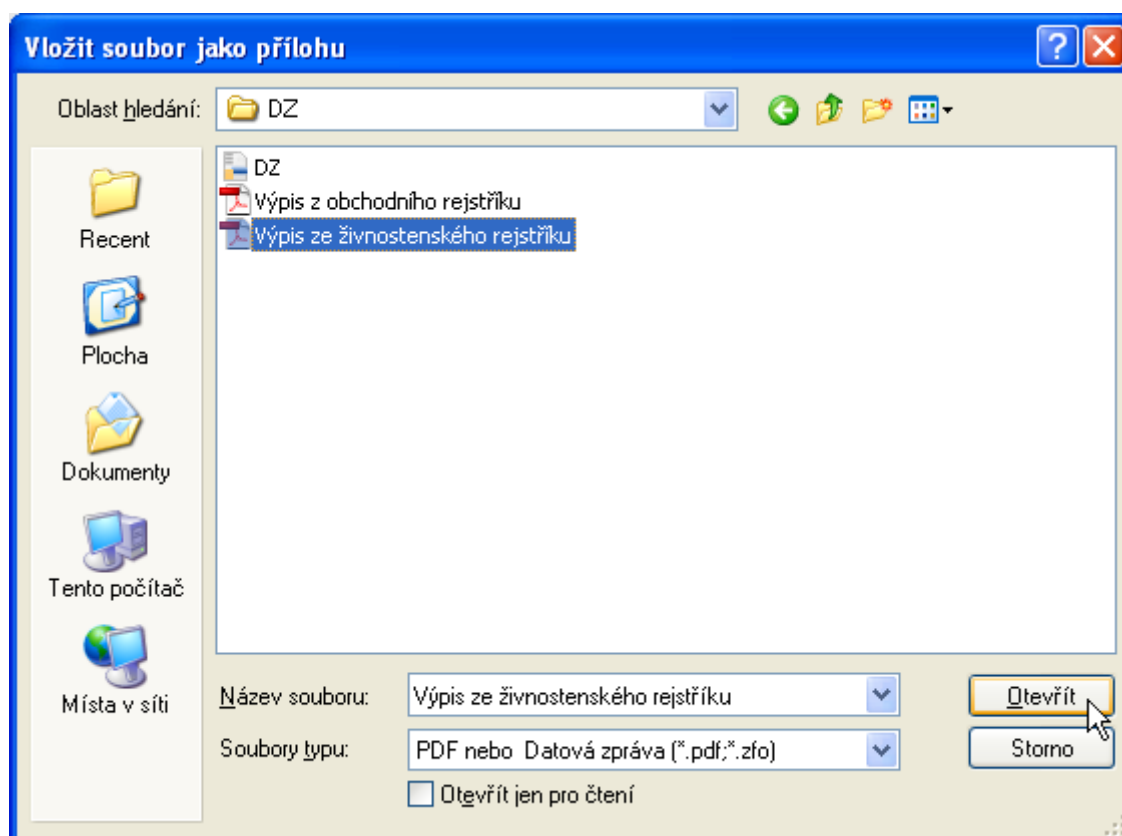 Vložit soubor jako přílohu
Oblast hledání: DZ
DZ
Výpis z obchodního rejstříku
Výpis ze živnostenského rejstříku
Recent
Plocha
Dokumenty
Tento počítač
Místa v síti
Název souboru: Výpis ze živnostenského rejstříku Otevřít
Soubory typu: PDF nebo  Datová zpráva (*.pdf;*.zfo) Storno
Otevřít jen pro čtení